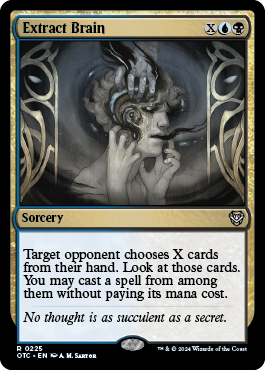 Extract Brain XUB
Sorcery
Target opponent chooses X cards
from their hand. Look at those cards.
You may cast a spell from among
them without paying its mana cost.
No thought is as succulent as a secret.
R 0225
OTC • EN A. M. Sartor
™ & © 2024 Wizards of the Coast